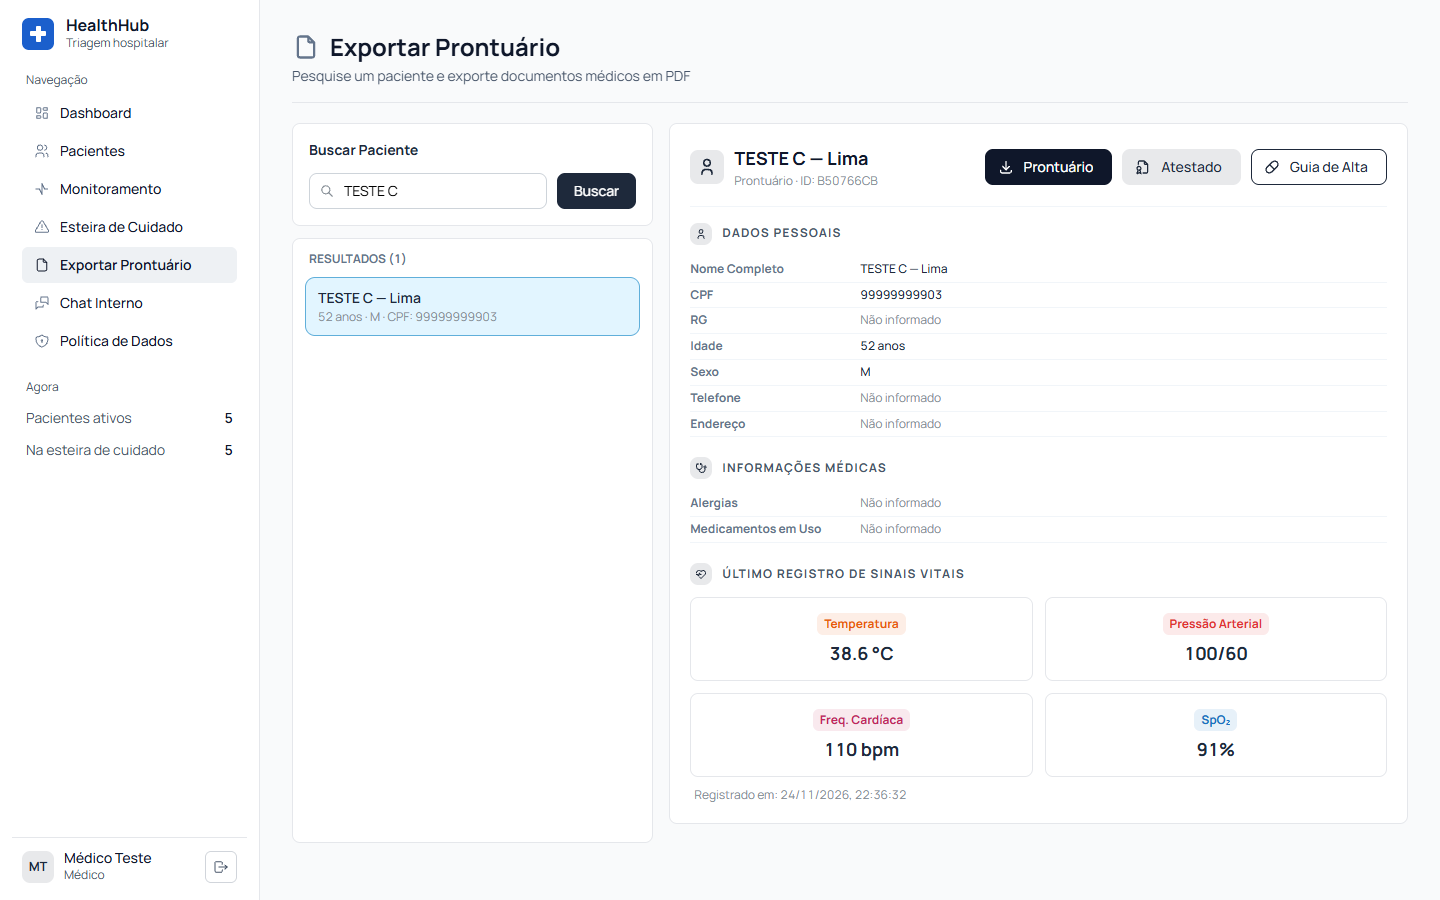 HealthHub
Triagem hospitalar
Navegação
Dashboard
Pacientes
Monitoramento
Esteira de Cuidado
Exportar Prontuário
Chat Interno
Política de Dados
Agora
Pacientes ativos 5
Na esteira de cuidado 5
MT
Médico Teste
Médico
Exportar Prontuário
Pesquise um paciente e exporte documentos médicos em PDF
Buscar Paciente
TESTE C
Buscar
RESULTADOS (1)
TESTE C — Lima
52 anos · M · CPF: 99999999903
TESTE C — Lima
Prontuário · ID: B50766CB
Prontuário
Atestado
Guia de Alta
DADOS PESSOAIS
Nome Completo TESTE C — Lima
CPF 99999999903
RG Não informado
Idade 52 anos
Sexo M
Telefone Não informado
Endereço Não informado
INFORMAÇÕES MÉDICAS
Alergias Não informado
Medicamentos em Uso Não informado
ÚLTIMO REGISTRO DE SINAIS VITAIS
Temperatura
38.6 °C
Pressão Arterial
100/60
Freq. Cardíaca
110 bpm
SpO₂
91%
Registrado em: 24/11/2026, 22:36:32